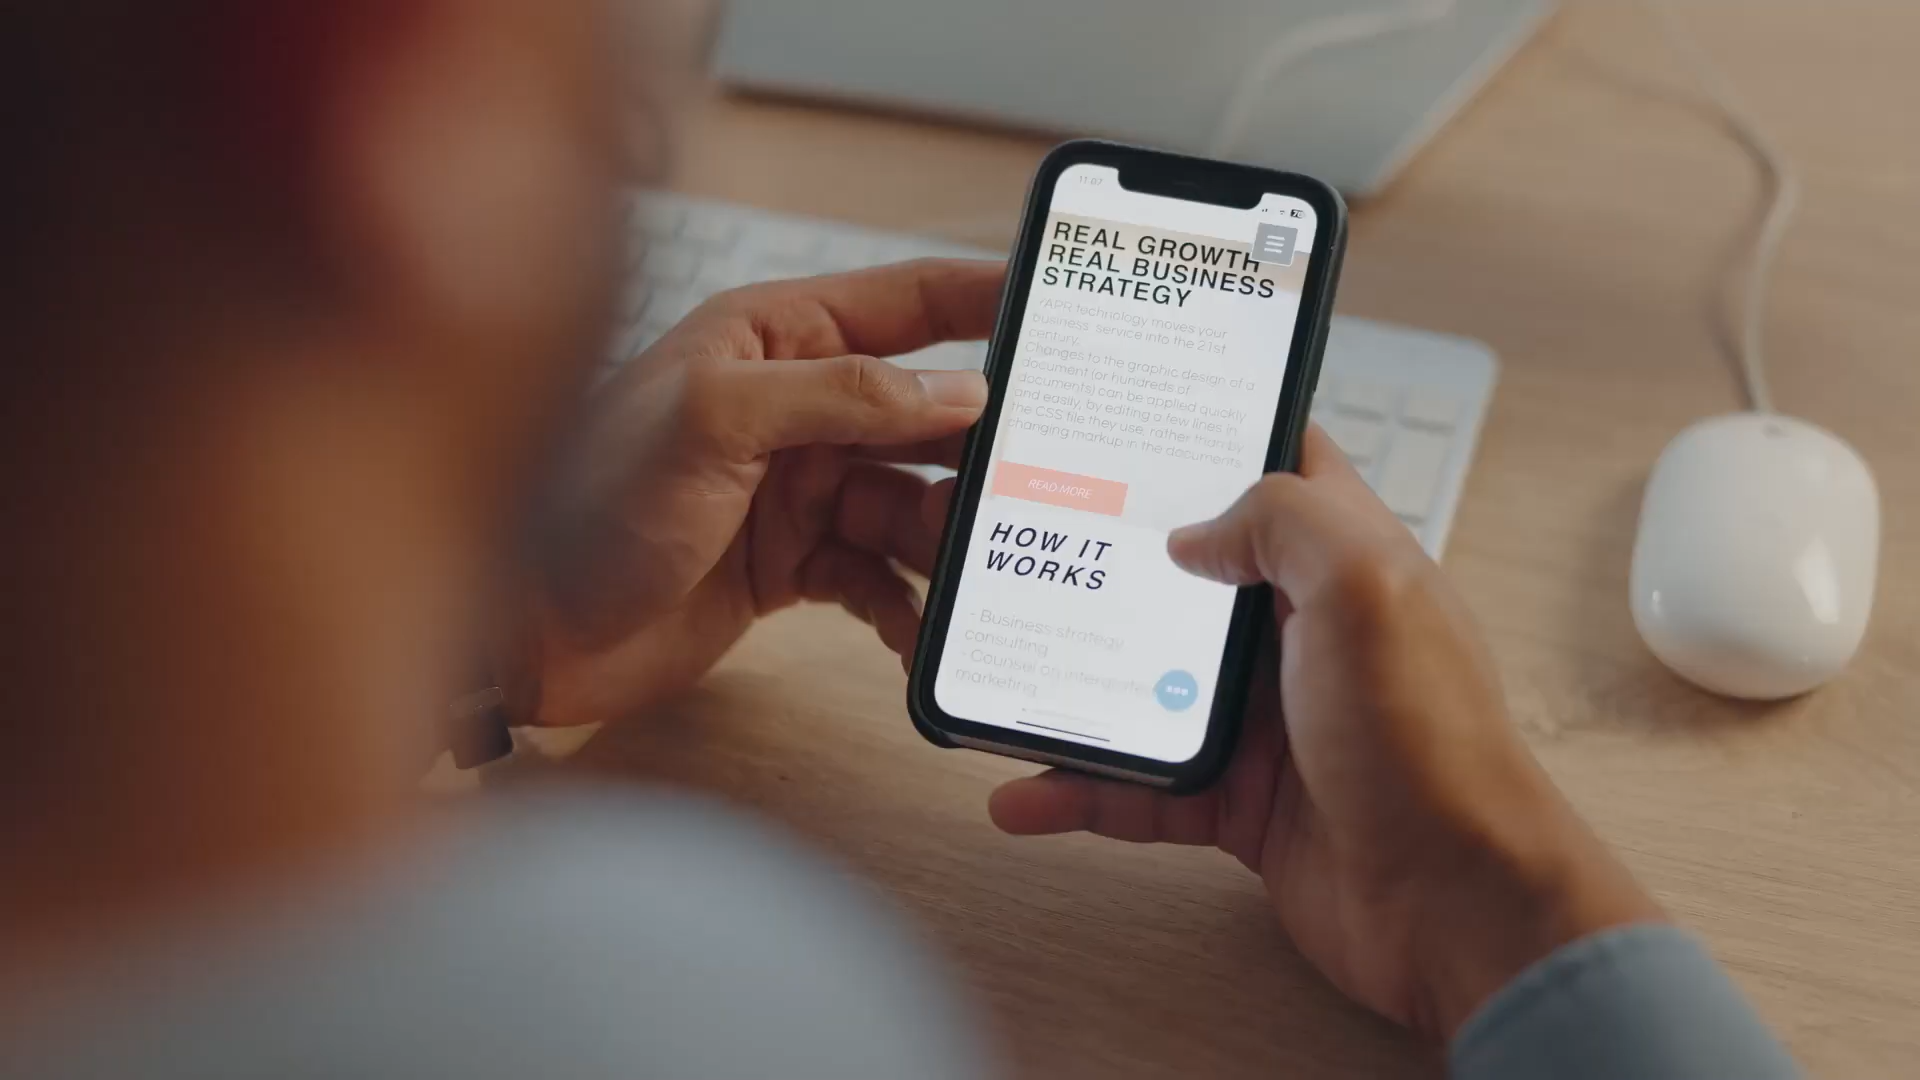 11:07
REAL GROWTH
REAL BUSINESS
STRATEGY
technology moves your
business service into the 21st
century.
Changes to the graphic design of a
document (or hundreds of
documents) can be applied quickly
and easily, by editing a few lines in
the CSS file they use, rather than by
changing markup in the documents
READ MORE
HOW IT
WORKS
- Business strategy
consulting
- Counsel on
marketing